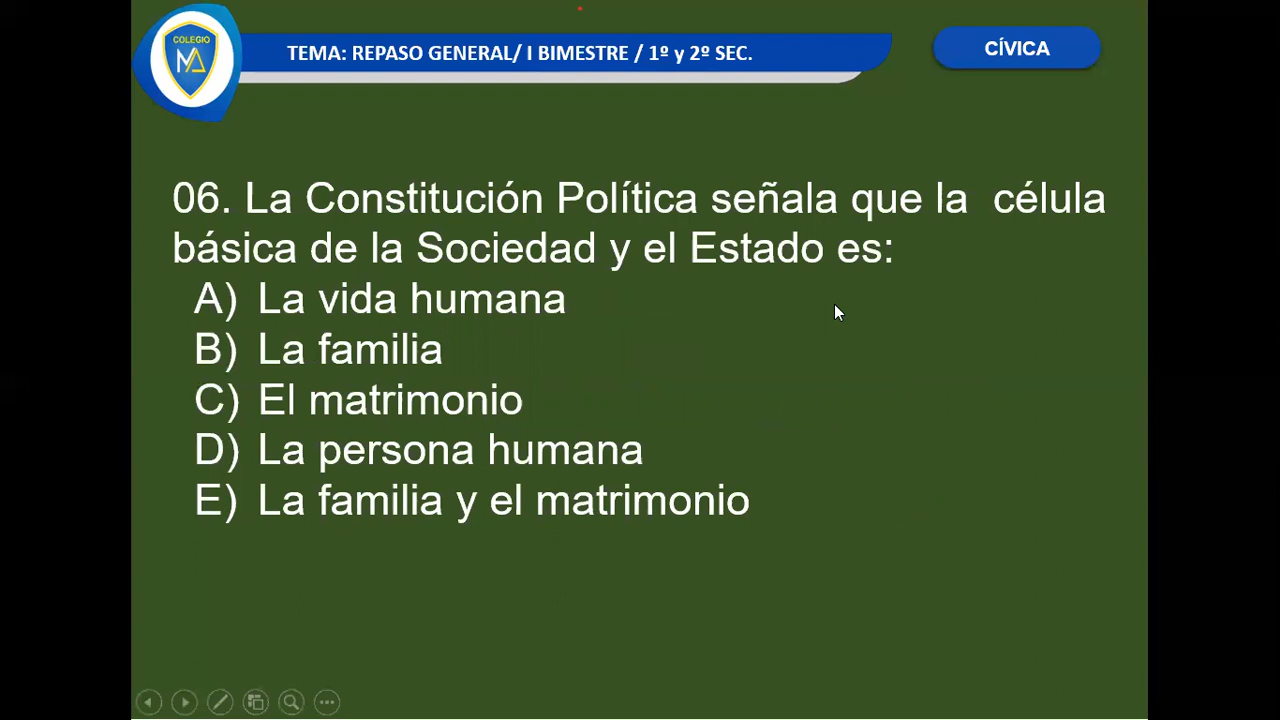 COLEGIO
MA
TEMA: REPASO GENERAL/ I BIMESTRE / 1º y 2º SEC.
CÍVICA
06. La Constitución Política señala que la célula
básica de la Sociedad y el Estado es:
A) La vida humana
B) La familia
C) El matrimonio
D) La persona humana
E) La familia y el matrimonio